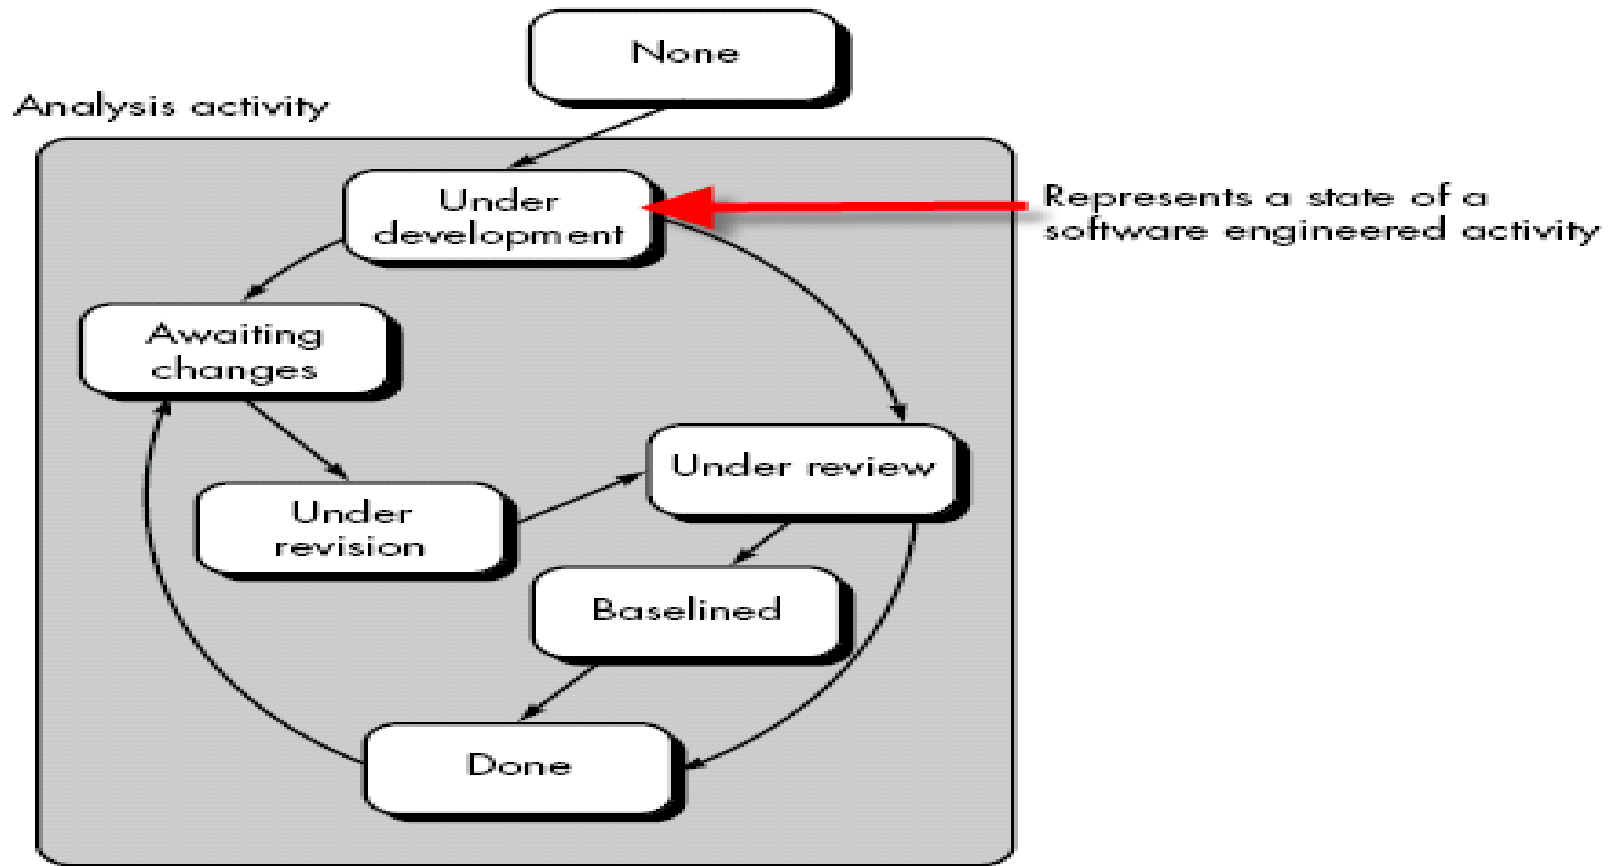 None
Analysis activity
Under
development
Represents a state of a
software engineered activity
Awaiting
changes
Under review
Under
revision
Baselined
Done